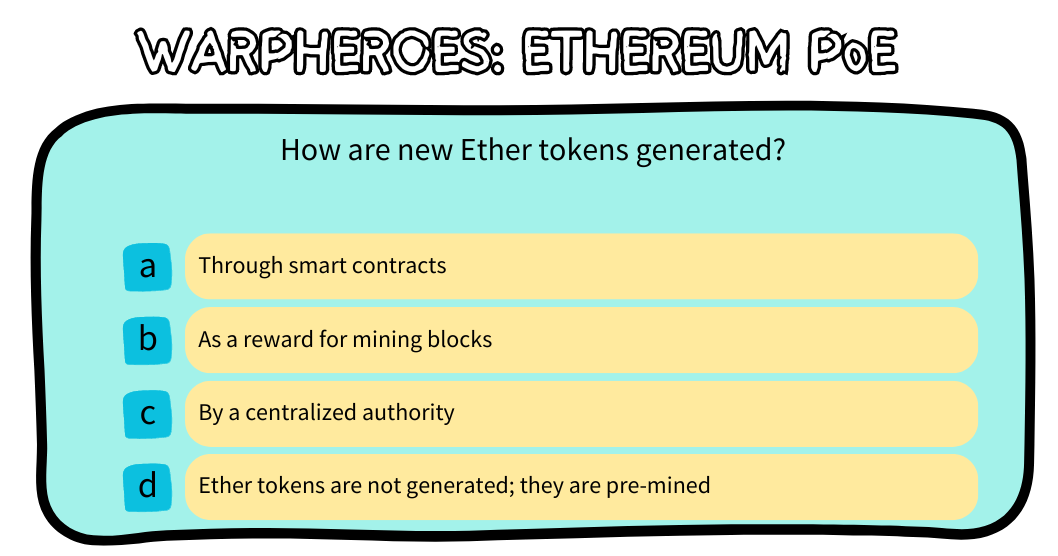 WARPHEROES: ETHEREUM PoE
How are new Ether tokens generated?
a Through smart contracts
b As a reward for mining blocks
c By a centralized authority
d Ether tokens are not generated; they are pre-mined